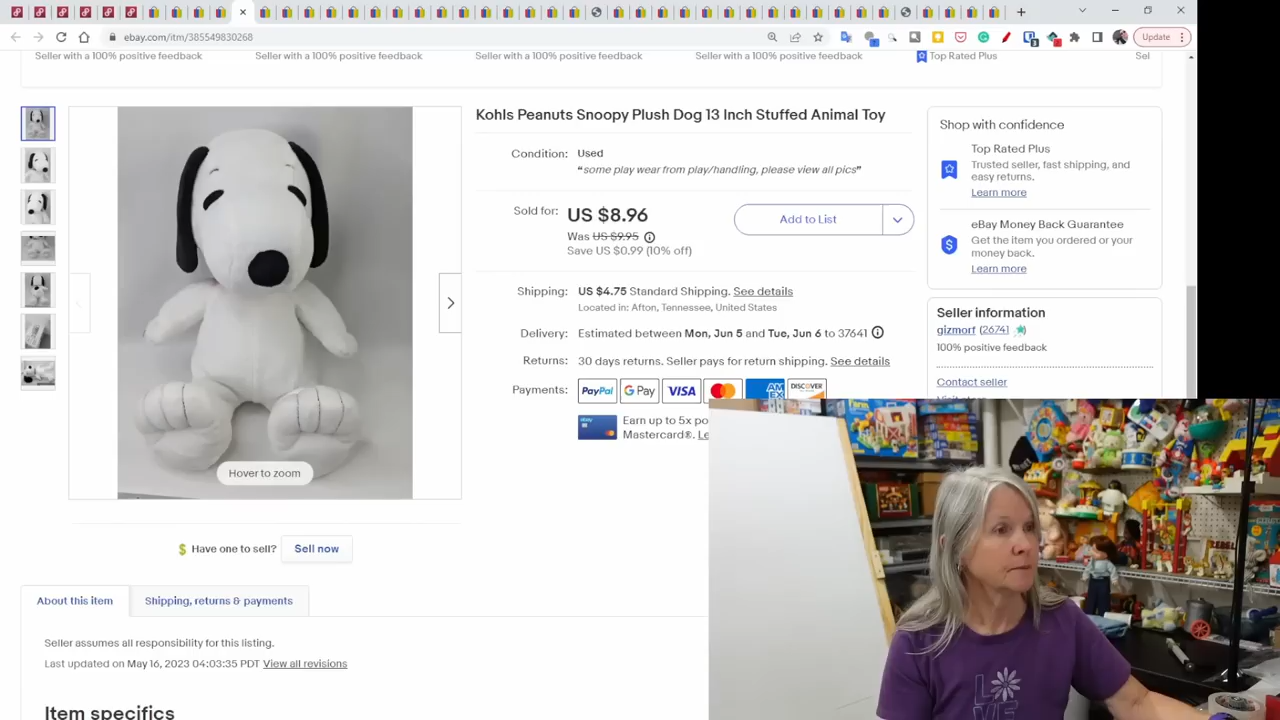 ebay.com/itm/385549830268
Update
Seller with a 100% positive feedback
Seller with a 100% positive feedback
Seller with a 100% positive feedback
Seller with a 100% positive feedback
Top Rated Plus
Sel
Kohls Peanuts Snoopy Plush Dog 13 Inch Stuffed Animal Toy
Condition: Used
“some play wear from play/handling, please view all pics”
Sold for: US $8.96
Add to List
Was US $9.95
Save US $0.99 (10% off)
Shipping: US $4.75 Standard Shipping. See details
Located in: Afton, Tennessee, United States
Delivery: Estimated between Mon, Jun 5 and Tue, Jun 6 to 37641
Returns: 30 days returns. Seller pays for return shipping. See details
Payments: PayPal G Pay VISA AM EX DISCOVER
Earn up to 5x po
Mastercard®. Le
Hover to zoom
Have one to sell? Sell now
Shop with confidence
Top Rated Plus
Trusted seller, fast shipping, and
easy returns.
Learn more
eBay Money Back Guarantee
Get the item you ordered or your
money back.
Learn more
Seller information
gizmorf (26741)
100% positive feedback
Contact seller
About this item
Shipping, returns & payments
Seller assumes all responsibility for this listing.
Last updated on May 16, 2023 04:03:35 PDT View all revisions
Item specifics